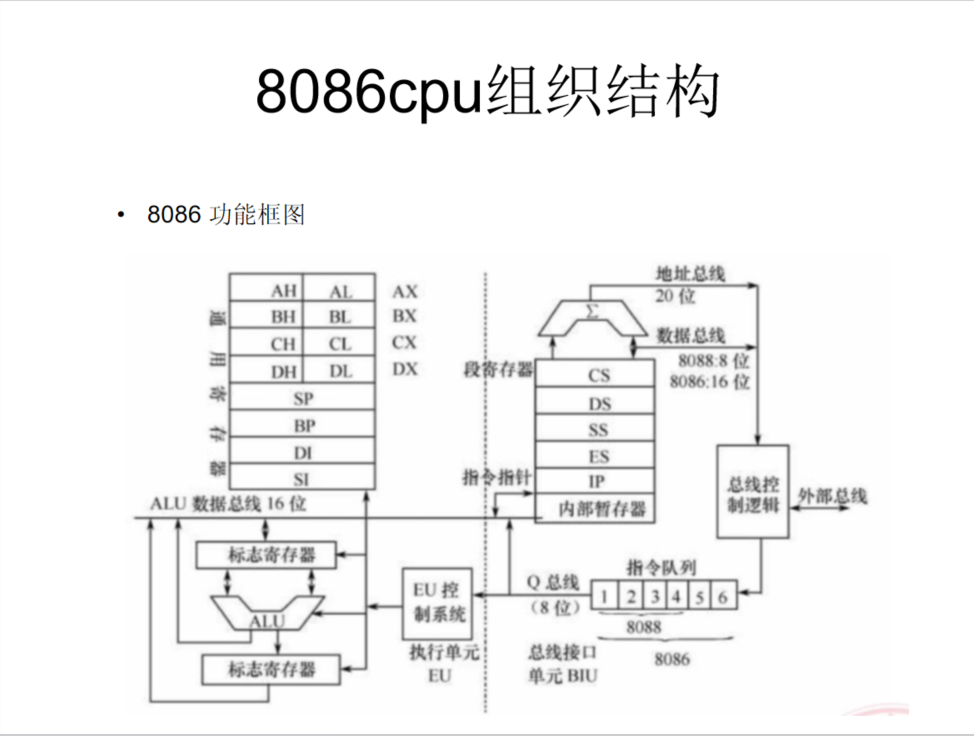 8086cpu组织结构
• 8086 功能框图
地址总线
20 位
AH AL AX
BH BL BX
CH CL CX
DH DL DX
SP
BP
DI
SI
通用寄存器
Σ
数据总线
8088:8 位
8086:16 位
段寄存器
CS
DS
SS
ES
IP
内部暂存器
指令指针
总线控
制逻辑
外部总线
ALU 数据总线 16 位
标志寄存器
ALU
标志寄存器
EU 控
制系统
执行单元
EU
Q 总线
(8 位)
指令队列
1 2 3 4 5 6
8088
8086
总线接口
单元 BIU